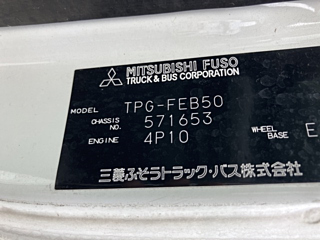 MITSUBISHI FUSO
TRUCK & BUS CORPORATION
MODEL TPG-FEB50
CHASSIS NO. 571653
ENGINE 4P10
WHEEL BASE E
三菱ふそうトラック・バス株式会社